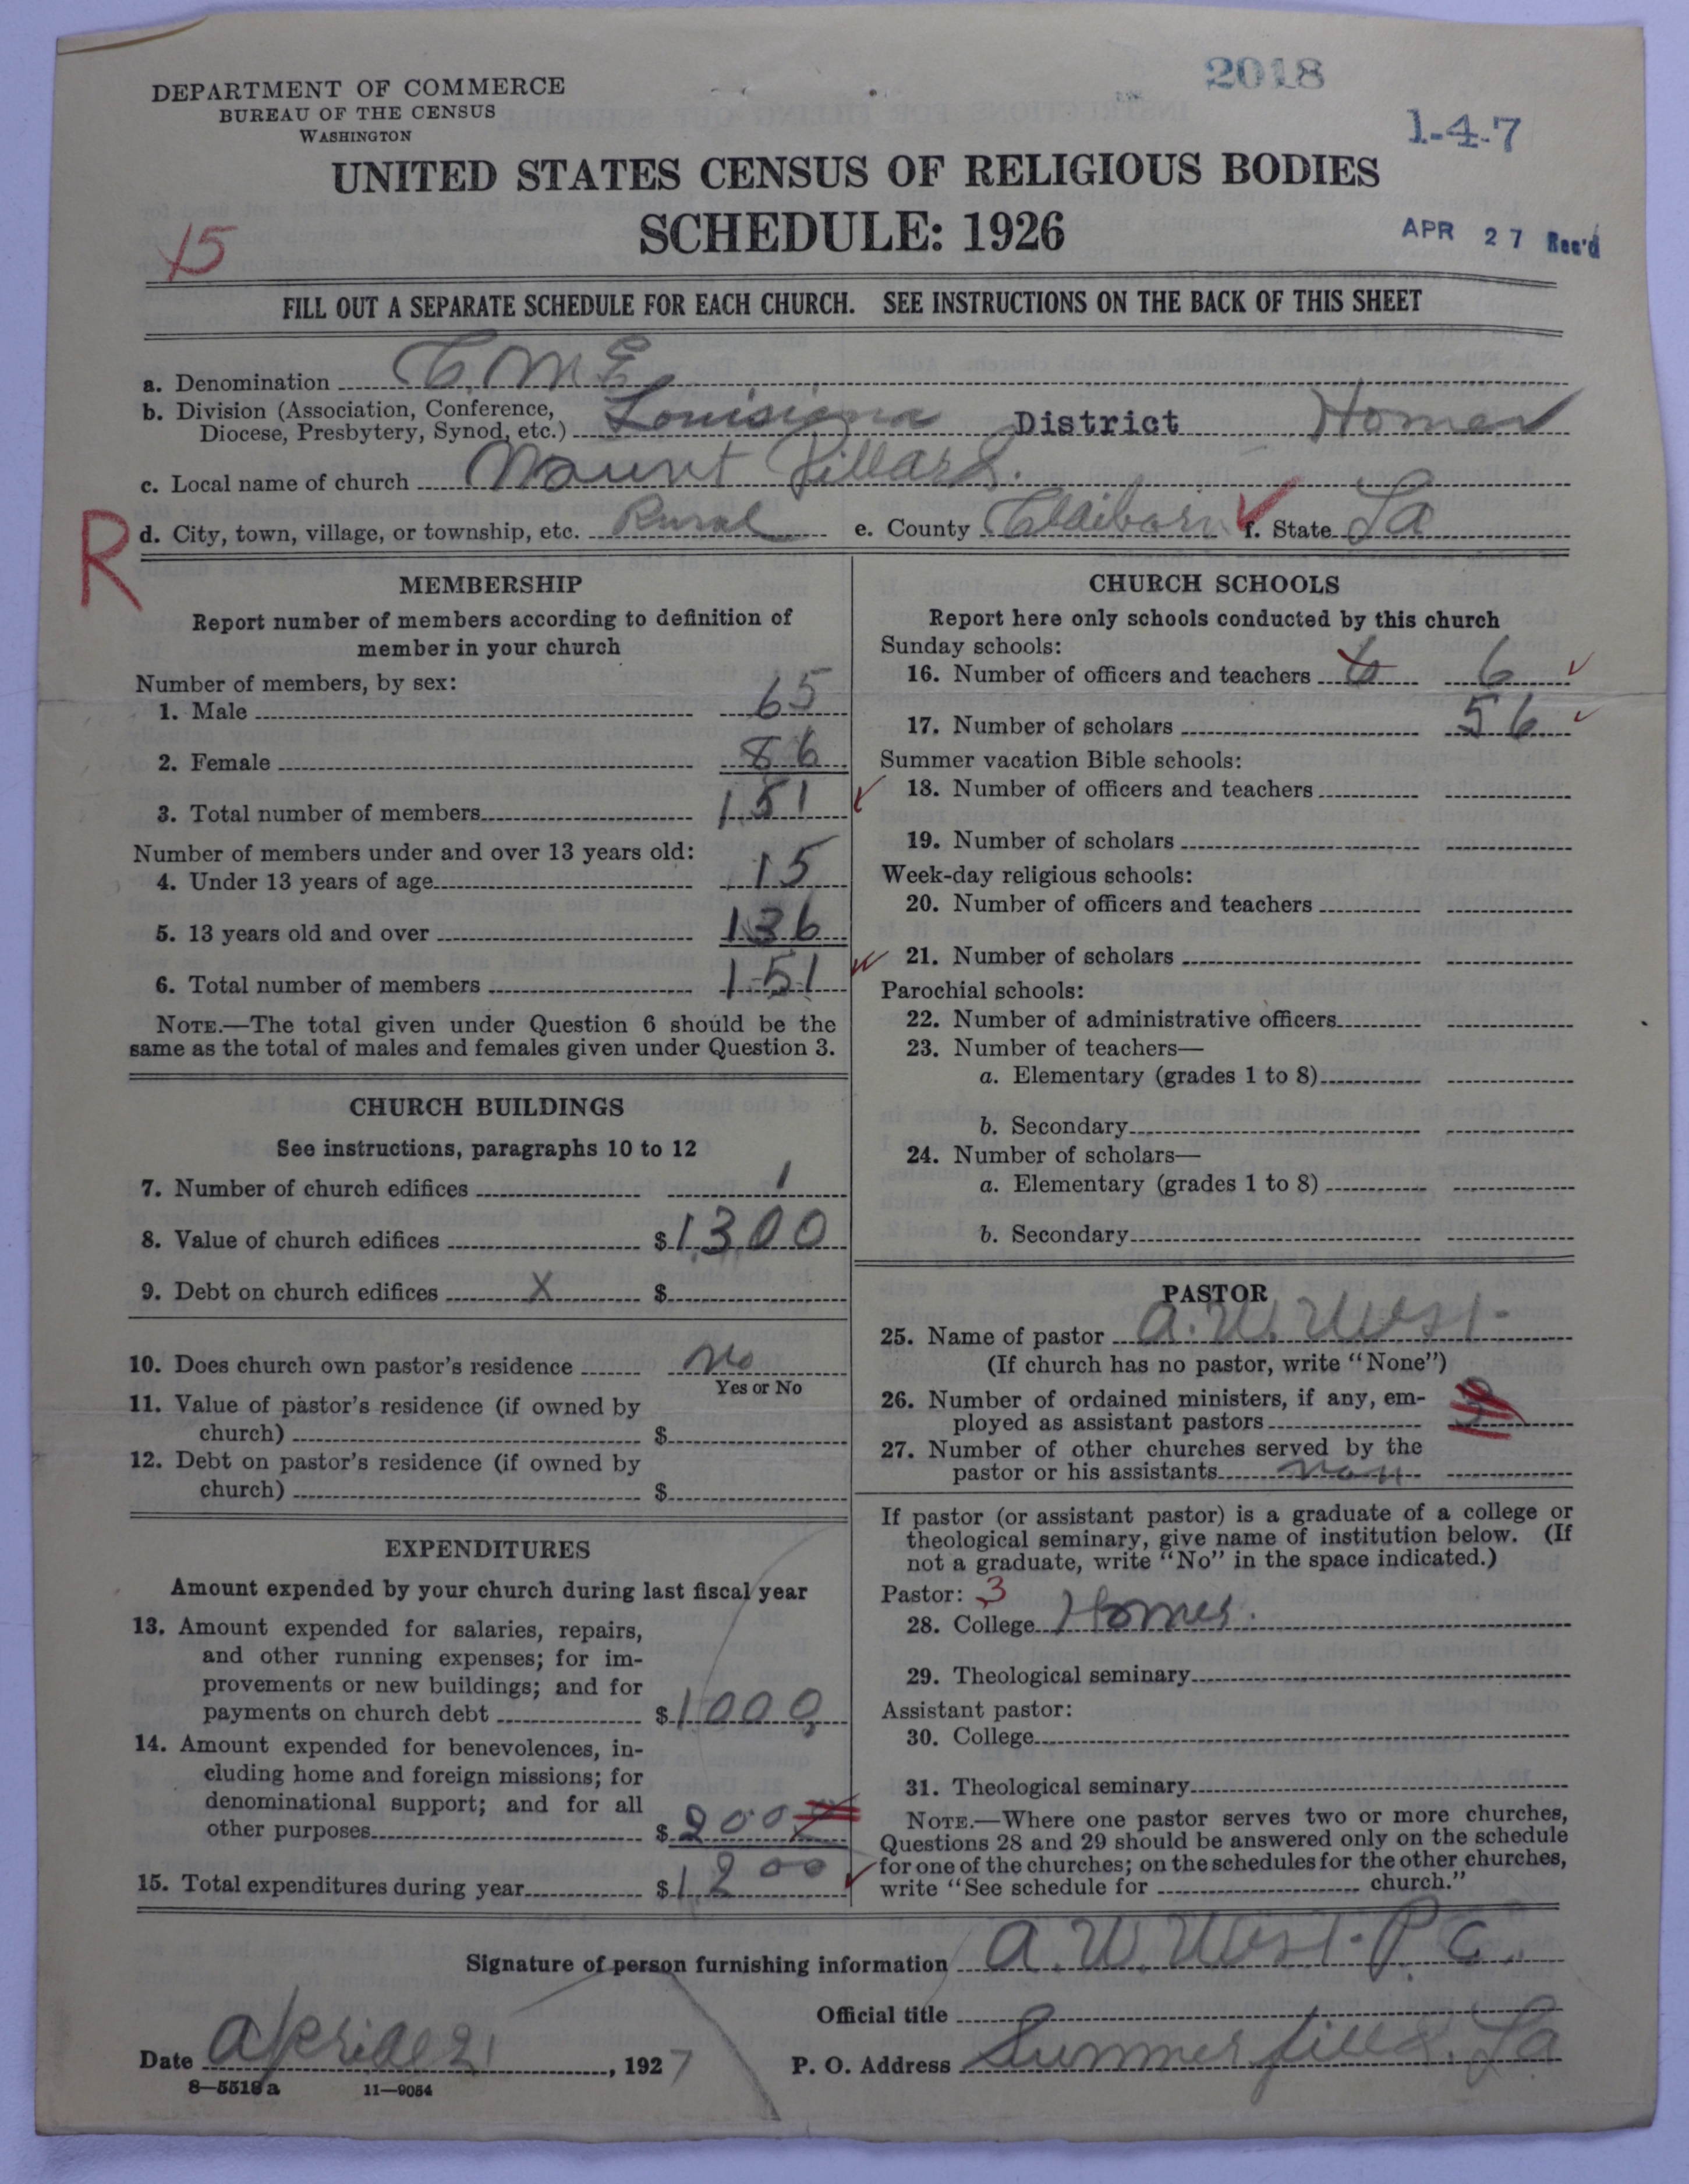 DEPARTMENT OF COMMERCE
BUREAU OF THE CENSUS
WASHINGTON
2018
1-4-7
UNITED STATES CENSUS OF RELIGIOUS BODIES
SCHEDULE: 1926
15
APR 27 Rec'd
FILL OUT A SEPARATE SCHEDULE FOR EACH CHURCH. SEE INSTRUCTIONS ON THE BACK OF THIS SHEET
a. Denomination C. M. E
b. Division (Association, Conference, Diocese, Presbytery, Synod, etc.) Louisiana District Homer
c. Local name of church Mount Pillars.
R
d. City, town, village, or township, etc. Rural e. County Claiborn f. State La
MEMBERSHIP
Report number of members according to definition of
member in your church
Number of members, by sex:
1. Male 65
2. Female 86
3. Total number of members 151
Number of members under and over 13 years old:
4. Under 13 years of age 15
5. 13 years old and over 136
6. Total number of members 151
NOTE.—The total given under Question 6 should be the
same as the total of males and females given under Question 3.
CHURCH BUILDINGS
See instructions, paragraphs 10 to 12
7. Number of church edifices 1
8. Value of church edifices $1300
9. Debt on church edifices X $
10. Does church own pastor's residence No
Yes or No
11. Value of pastor's residence (if owned by
church) $
12. Debt on pastor's residence (if owned by
church) $
EXPENDITURES
Amount expended by your church during last fiscal year
13. Amount expended for salaries, repairs,
and other running expenses; for im-
provements or new buildings; and for
payments on church debt $1000
14. Amount expended for benevolences, in-
cluding home and foreign missions; for
denominational support; and for all
other purposes $200
15. Total expenditures during year $1200
CHURCH SCHOOLS
Report here only schools conducted by this church
Sunday schools:
16. Number of officers and teachers 6 6
17. Number of scholars 56
Summer vacation Bible schools:
18. Number of officers and teachers
19. Number of scholars
Week-day religious schools:
20. Number of officers and teachers
21. Number of scholars
Parochial schools:
22. Number of administrative officers
23. Number of teachers—
a. Elementary (grades 1 to 8)
b. Secondary
24. Number of scholars—
a. Elementary (grades 1 to 8)
b. Secondary
PASTOR
25. Name of pastor A. W. West.
(If church has no pastor, write "None")
26. Number of ordained ministers, if any, em-
ployed as assistant pastors
27. Number of other churches served by the
pastor or his assistants
If pastor (or assistant pastor) is a graduate of a college or
theological seminary, give name of institution below. (If
not a graduate, write "No" in the space indicated.)
Pastor: 3
28. College Homer.
29. Theological seminary
Assistant pastor:
30. College
31. Theological seminary
NOTE.—Where one pastor serves two or more churches,
Questions 28 and 29 should be answered only on the schedule
for one of the churches; on the schedules for the other churches,
write "See schedule for church."
Signature of person furnishing information A. W. West. P. C.
Official title
Date Apriel 21, 1927 P. O. Address Summerfield. La
8—5518a 11—9054